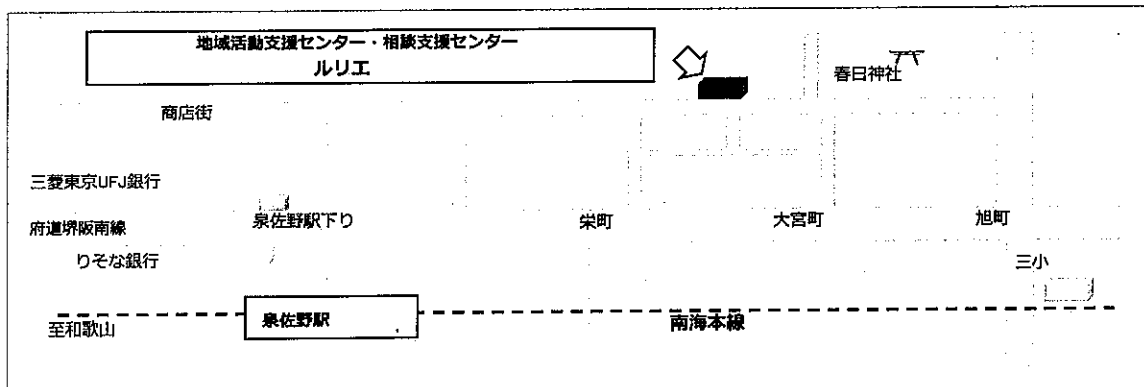 地域活動支援センター・相談支援センター
ルリエ
春日神社
商店街
三菱東京UFJ銀行
泉佐野駅下り
栄町
大宮町
旭町
府道堺阪南線
りそな銀行
三小
泉佐野駅
南海本線
至和歌山